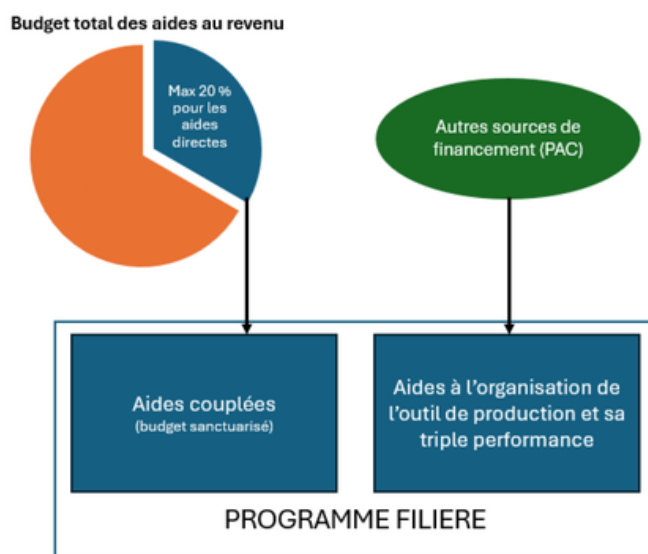 Budget total des aides au revenu
Max 20 %
pour les
aides
directes
Autres sources de
financement (PAC)
Aides couplées
(budget sanctuarisé)
Aides à l'organisation de
l'outil de production et sa
triple performance
PROGRAMME FILIERE